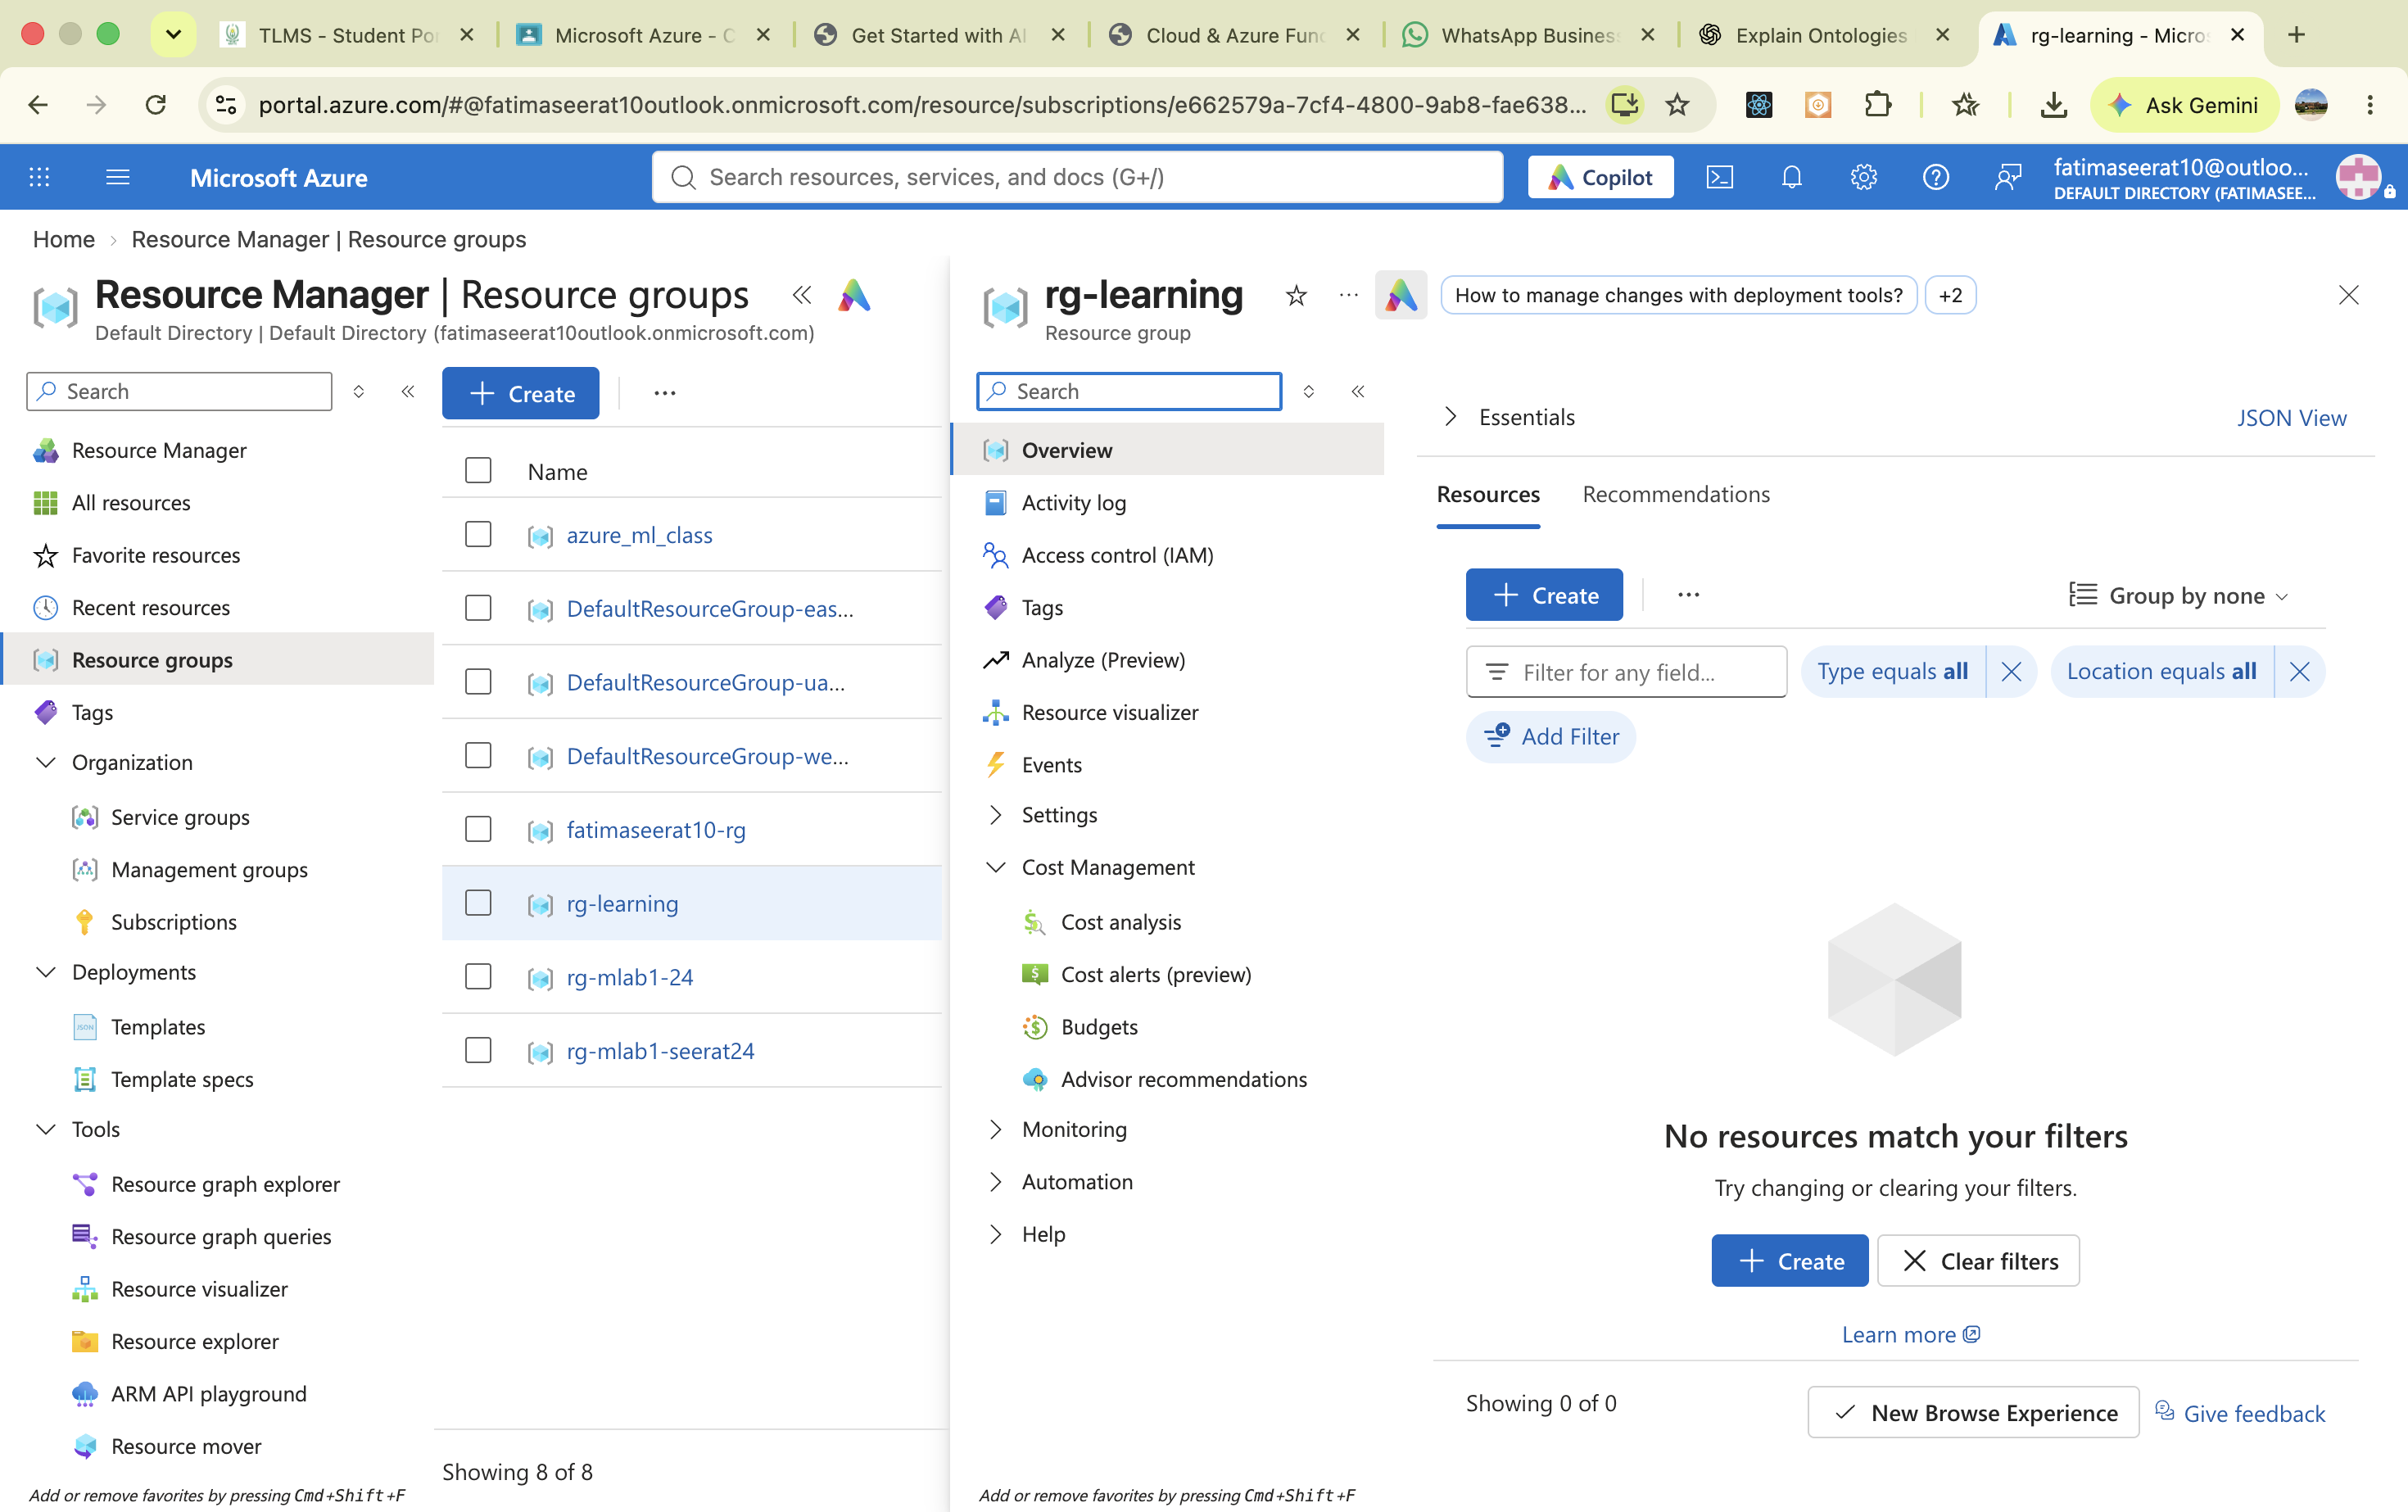 TLMS - Student Por
Microsoft Azure - C
Get Started with AI
Cloud & Azure Fun
WhatsApp Busines
Explain Ontologies
rg-learning - Micro
portal.azure.com/#@fatimaseerat10outlook.onmicrosoft.com/resource/subscriptions/e662579a-7cf4-4800-9ab8-fae638...
Ask Gemini
Microsoft Azure
Search resources, services, and docs (G+/)
Copilot
fatimaseerat10@outloo...
DEFAULT DIRECTORY (FATIMASEE...
Home > Resource Manager | Resource groups
Resource Manager | Resource groups
Default Directory | Default Directory (fatimaseerat10outlook.onmicrosoft.com)
Search
Resource Manager
All resources
Favorite resources
Recent resources
Resource groups
Tags
Organization
Service groups
Management groups
Subscriptions
Deployments
Templates
Template specs
Tools
Resource graph explorer
Resource graph queries
Resource visualizer
Resource explorer
ARM API playground
Resource mover
Add or remove favorites by pressing Cmd+Shift+F
Create
Name
azure_ml_class
DefaultResourceGroup-eas...
DefaultResourceGroup-ua...
DefaultResourceGroup-we...
fatimaseerat10-rg
rg-learning
rg-mlab1-24
rg-mlab1-seerat24
Showing 8 of 8
rg-learning
Resource group
How to manage changes with deployment tools?
+2
Search
Overview
Activity log
Access control (IAM)
Tags
Analyze (Preview)
Resource visualizer
Events
Settings
Cost Management
Cost analysis
Cost alerts (preview)
Budgets
Advisor recommendations
Monitoring
Automation
Help
Add or remove favorites by pressing Cmd+Shift+F
Essentials
JSON View
Resources
Recommendations
Create
Group by none
Filter for any field...
Type equals all
Location equals all
Add Filter
No resources match your filters
Try changing or clearing your filters.
Create
Clear filters
Learn more
Showing 0 of 0
New Browse Experience
Give feedback